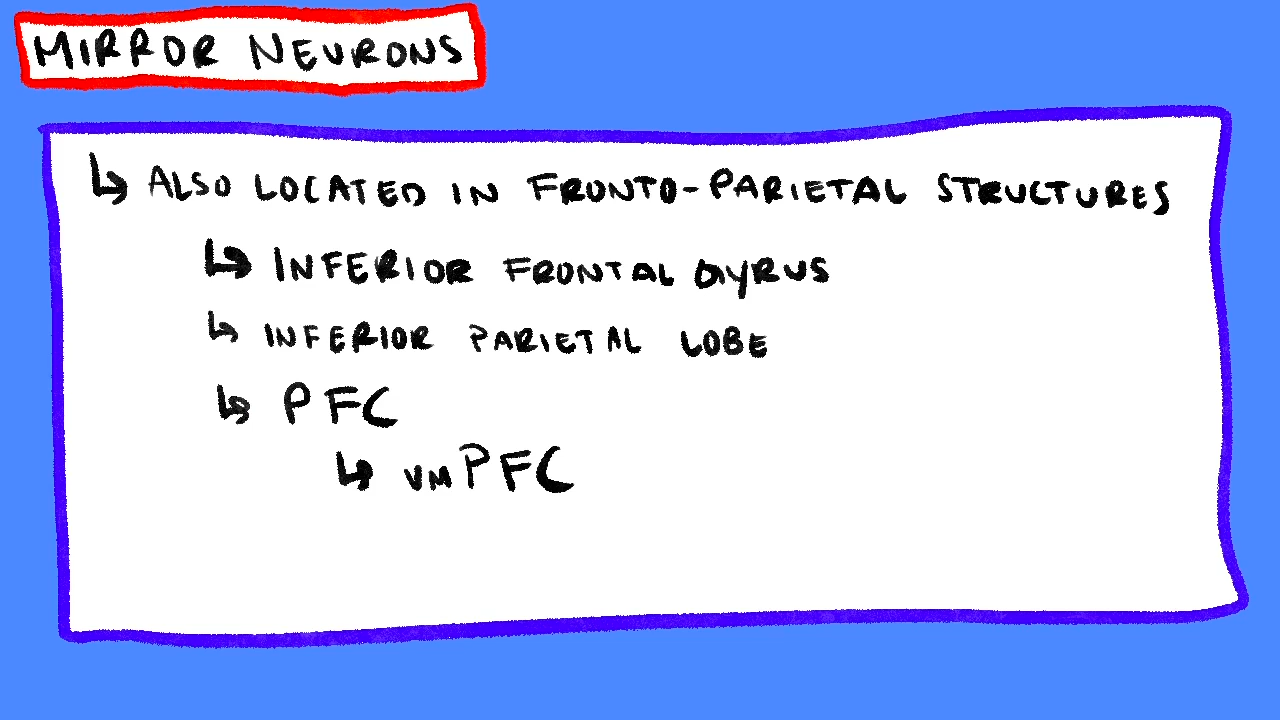 MIRROR NEURONS
↳ ALSO LOCATED IN FRONTO-PARIETAL STRUCTURES
↳ INFERIOR FRONTAL GYRUS
↳ INFERIOR PARIETAL LOBE
↳ PFC
↳ vmPFC